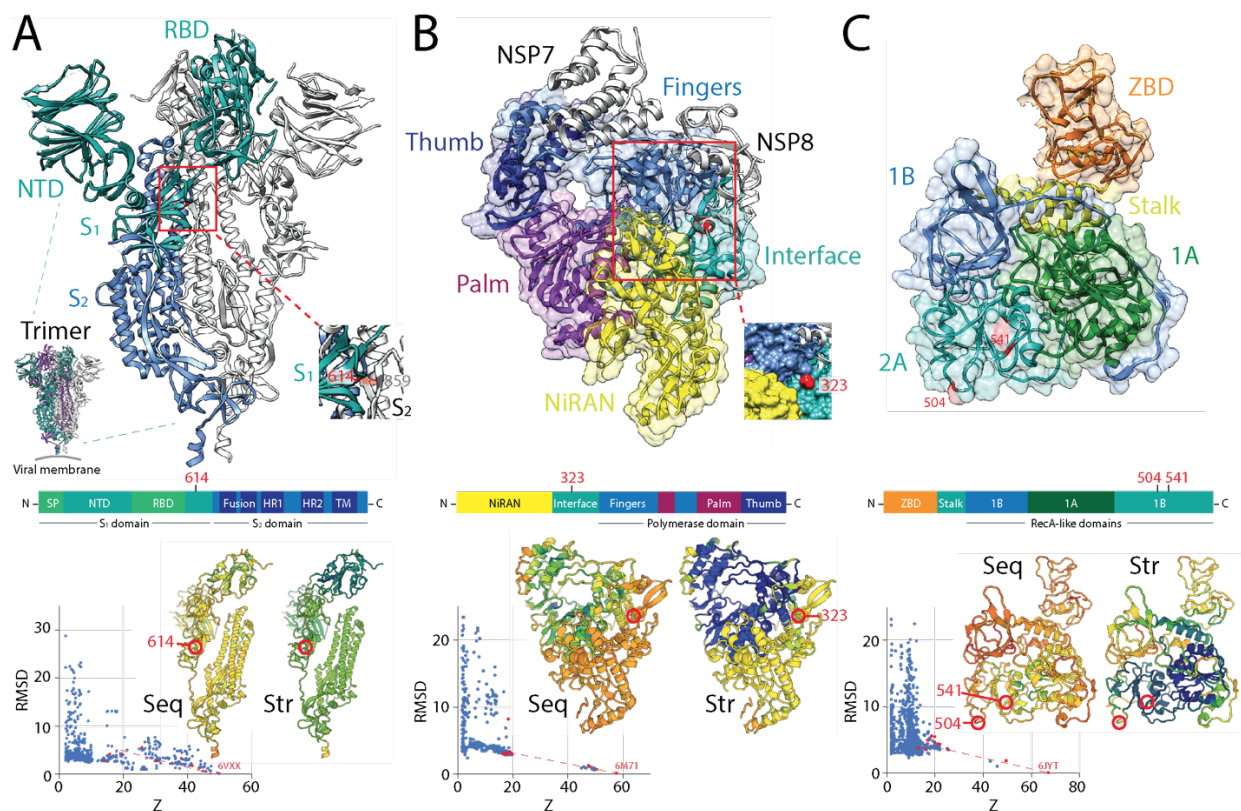 A
RBD
NTD
S1
S2
Trimer
Viral membrane
S1
614
859
S2
614
N
SP
NTD
RBD
Fusion
HR1
HR2
TM
C
S1 domain
S2 domain
RMSD
30
20
10
0
0
20
40
60
Z
614
Seq
Str
6VXX
B
NSP7
Fingers
Thumb
NSP8
Interface
Palm
NiRAN
323
323
N
NiRAN
Interface
Fingers
Palm
Thumb
C
Polymerase domain
RMSD
20
10
0
0
20
40
60
Z
Seq
Str
323
6M71
C
ZBD
1B
Stalk
1A
2A
541
504
504 541
N
ZBD
Stalk
1B
1A
1B
C
RecA-like domains
Seq
Str
RMSD
20
10
0
0
20
40
60
80
Z
541
504
6JYT